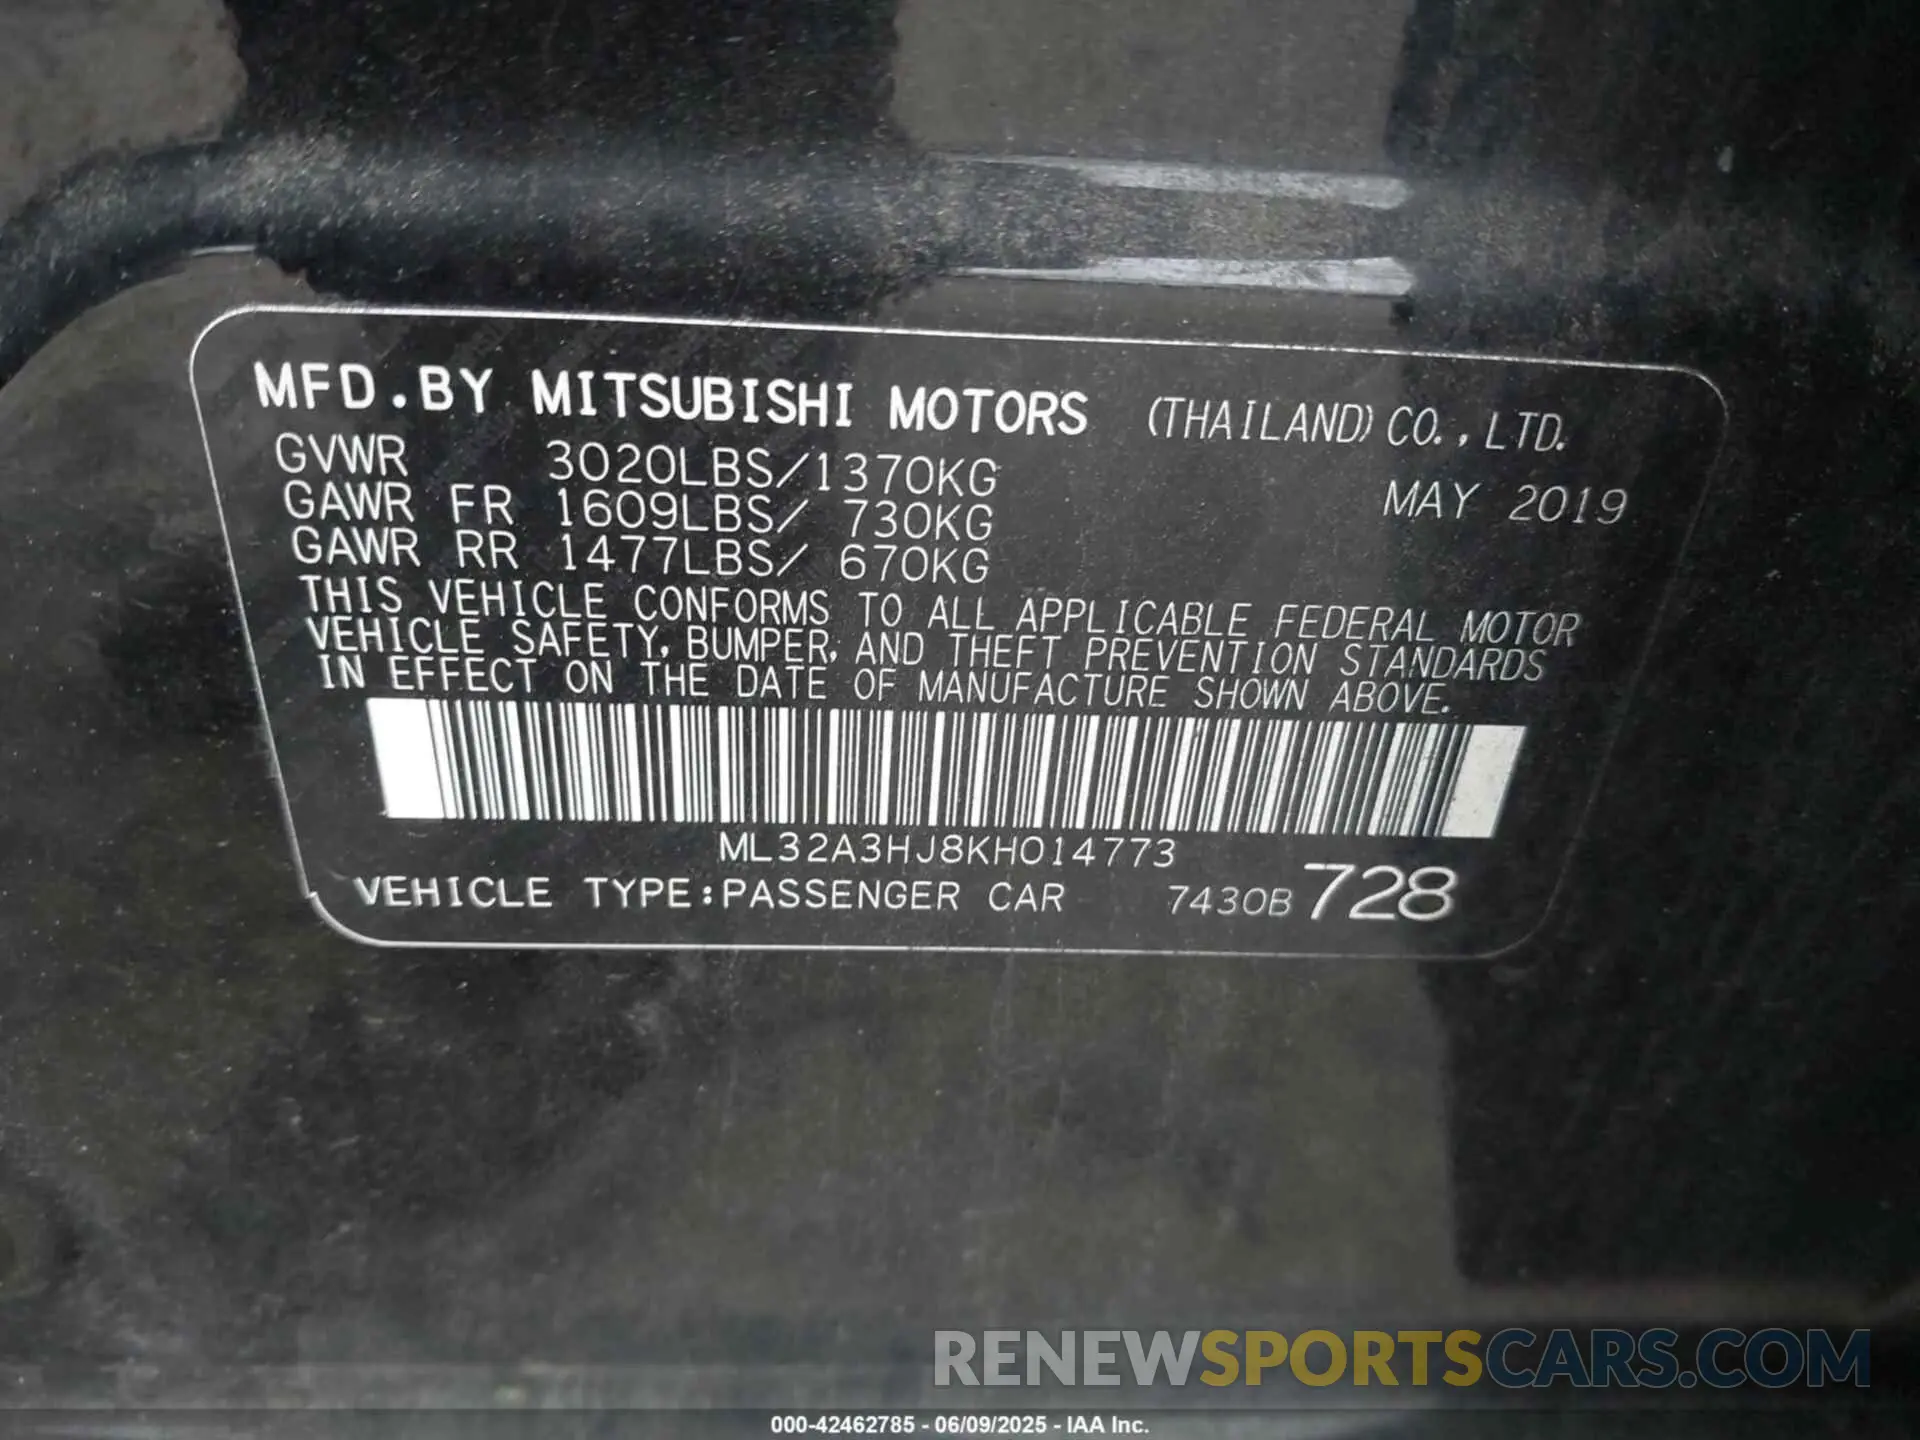 MFD.BY MITSUBISHI MOTORS (THAILAND) CO.,LTD.
GVWR 3020LBS/1370KG
MAY 2019
GAWR FR 1609LBS/ 730KG
GAWR RR 1477LBS/ 670KG
THIS VEHICLE CONFORMS TO ALL APPLICABLE FEDERAL MOTOR
VEHICLE SAFETY, BUMPER, AND THEFT PREVENTION STANDARDS
IN EFFECT ON THE DATE OF MANUFACTURE SHOWN ABOVE.
ML32A3HJ8KH014773
VEHICLE TYPE:PASSENGER CAR 7430B 728
RENEWSPORTSCARS.COM
000-42462785 - 06/09/2025 - IAA Inc.